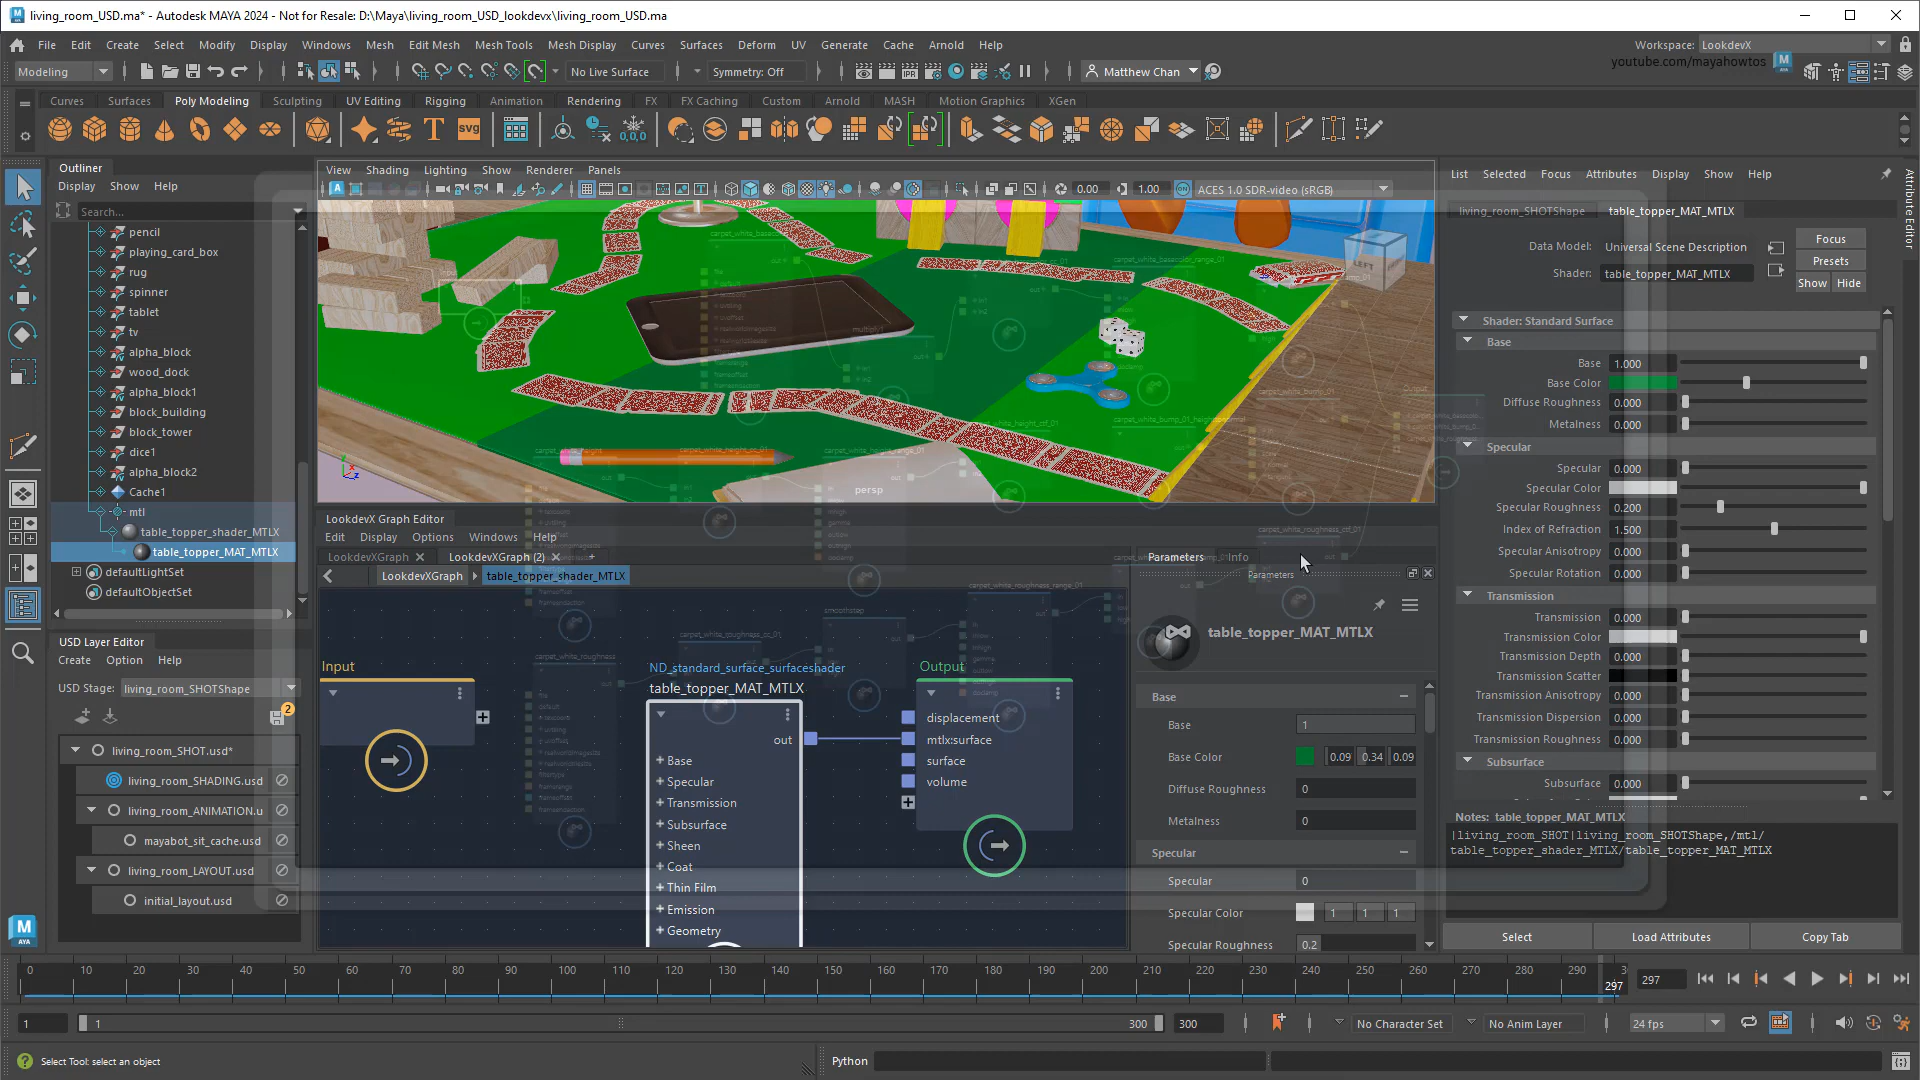 living_room_USD.ma* - Autodesk MAYA 2024 - Not for Resale: D:\Maya\living_room_USD_lookdevx\living_room_USD.ma
File Edit Create Select Modify Display Windows Mesh Edit Mesh Mesh Tools Mesh Display Curves Surfaces Deform UV Generate Cache Arnold Help
Workspace: LookdevX
youtube.com/mayahowtos
Modeling
No Live Surface
Symmetry: Off
Matthew Chan
Curves Surfaces Poly Modeling Sculpting UV Editing Rigging Animation Rendering FX FX Caching Custom Arnold MASH Motion Graphics XGen
Outliner
Display Show Help
Search...
pencil
playing_card_box
rug
spinner
tablet
tv
alpha_block
wood_dock
alpha_block1
block_building
block_tower
dice1
alpha_block2
Cache1
mtl
table_topper_shader_MTLX
table_topper_MAT_MTLX
defaultLightSet
defaultObjectSet
USD Layer Editor
Create Option Help
USD Stage: living_room_SHOTShape
2
living_room_SHOT.usd*
living_room_SHADING.usd
living_room_ANIMATION.u
mayabot_sit_cache.usd
living_room_LAYOUT.usd
initial_layout.usd
View Shading Lighting Show Renderer Panels
0.00 1.00 ACES 1.0 SDR-video (sRGB)
LEFT
persp
LookdevX Graph Editor
Edit Display Options Windows Help
LookdevXGraph LookdevXGraph (2) +
LookdevXGraph table_topper_shader_MTLX
Input
ND_standard_surface_surfaceshader
table_topper_MAT_MTLX
out
+ Base
+ Specular
+ Transmission
+ Subsurface
+ Sheen
+ Coat
+ Thin Film
+ Emission
+ Geometry
Output
displacement
mtlx:surface
surface
volume
Parameters Info
Parameters
table_topper_MAT_MTLX
Base
Base 1
Base Color 0.09 0.34 0.09
Diffuse Roughness 0
Metalness 0
Specular
Specular 0
Specular Color 1 1 1
Specular Roughness 0.2
List Selected Focus Attributes Display Show Help
living_room_SHOTShape table_topper_MAT_MTLX
Data Model: Universal Scene Description
Shader: table_topper_MAT_MTLX
Focus
Presets
Show Hide
Attribute Editor
Shader: Standard Surface
Base
Base 1.000
Base Color
Diffuse Roughness 0.000
Metalness 0.000
Specular
Specular 0.000
Specular Color
Specular Roughness 0.200
Index of Refraction 1.500
Specular Anisotropy 0.000
Specular Rotation 0.000
Transmission
Transmission 0.000
Transmission Color
Transmission Depth 0.000
Transmission Scatter
Transmission Anisotropy 0.000
Transmission Dispersion 0.000
Transmission Roughness 0.000
Subsurface
Subsurface 0.000
Notes: table_topper_MAT_MTLX
|living_room_SHOT|living_room_SHOTShape,/mtl/
table_topper_shader_MTLX/table_topper_MAT_MTLX
Select Load Attributes Copy Tab
0 10 20 30 40 50 60 70 80 90 100 110 120 130 140 150 160 170 180 190 200 210 220 230 240 250 260 270 280 290
297
297
1 1 300 300
No Character Set
No Anim Layer
24 fps
Select Tool: select an object
Python